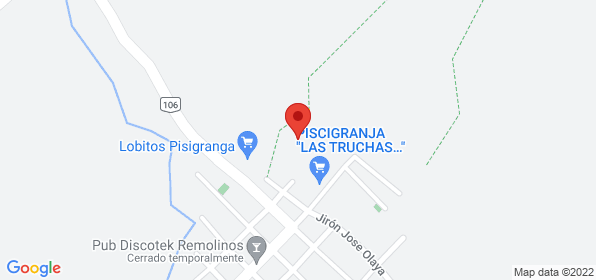 106
Lobitos Pisigranga
PISCIGRANJA
"LAS TRUCHAS..."
Jirón Jose Olaya
Pub Discotek Remolinos
Cerrado temporalmente
Google
Map data ©2022